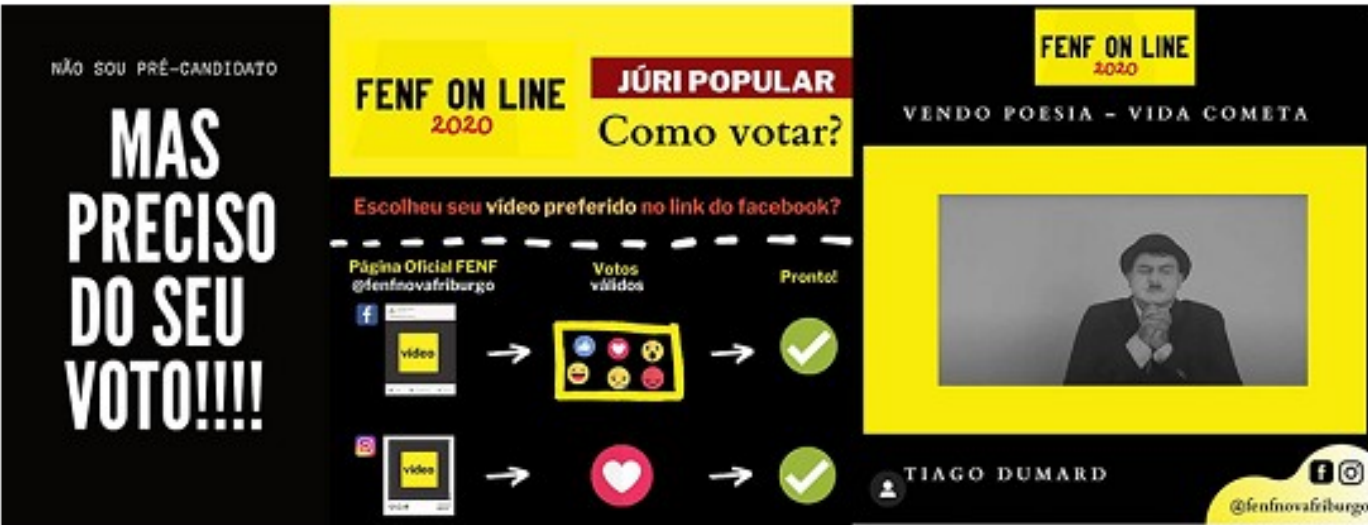 NÃO SOU PRÉ-CANDIDATO
MAS
PRECISO
DO SEU
VOTO!!!!
FENF ON LINE
2020
JÚRI POPULAR
Como votar?
Escolheu seu vídeo preferido no link do facebook?
Página Oficial FENF
@fenfnovafriburgo
Votos
válidos
Pronto!
vídeo
vídeo
FENF ON LINE
2020
VENDO POESIA – VIDA COMETA
TIAGO DUMARD
@fenfnovafriburgo